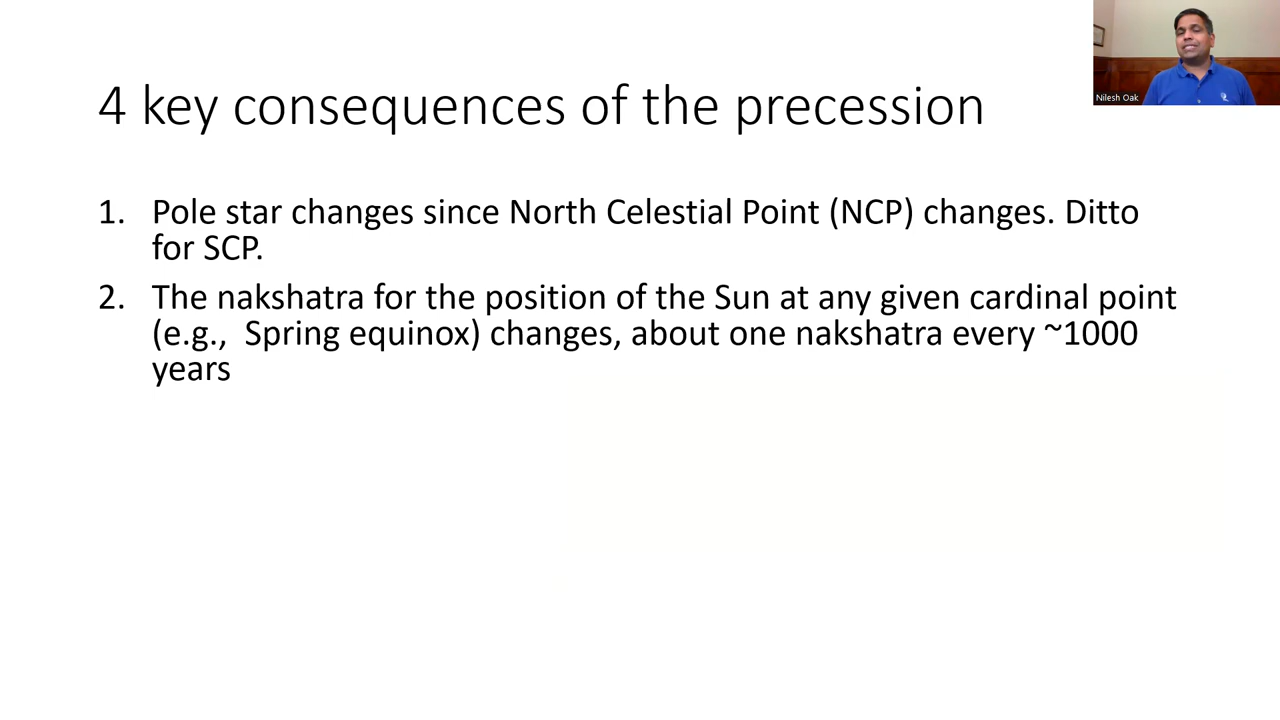 Nilesh Oak
4 key consequences of the precession
1. Pole star changes since North Celestial Point (NCP) changes. Ditto
for SCP.
2. The nakshatra for the position of the Sun at any given cardinal point
(e.g.,  Spring equinox) changes, about one nakshatra every ~1000
years